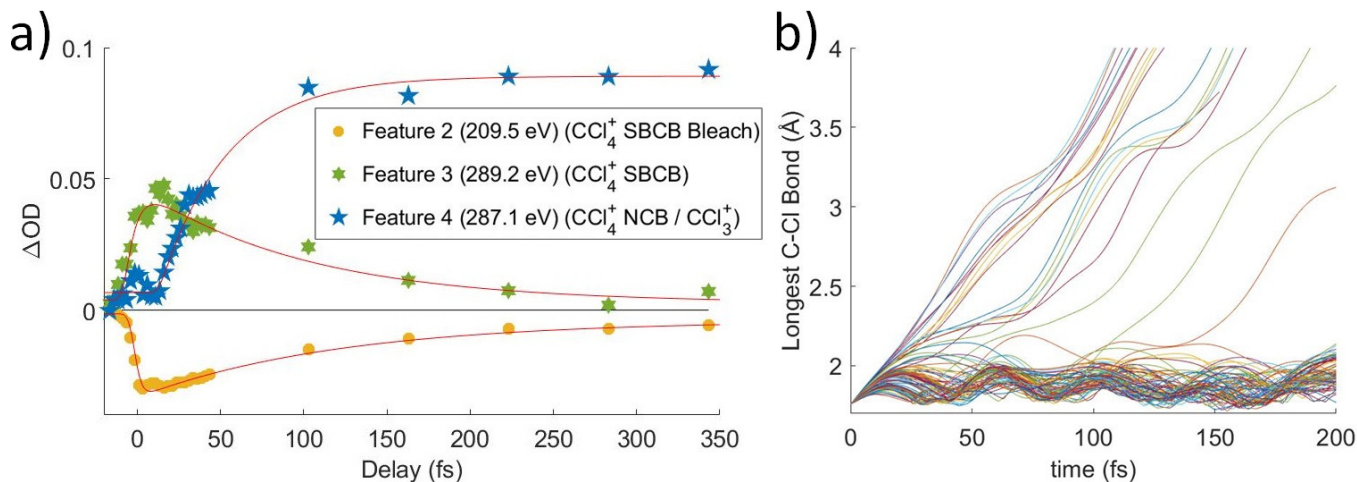 a)
0.1
0.05
0
ΔOD
Feature 2 (209.5 eV) (CCl₄⁺ SBCB Bleach)
Feature 3 (289.2 eV) (CCl₄⁺ SBCB)
Feature 4 (287.1 eV) (CCl₄⁺ NCB / CCl₃⁺)
0 50 100 150 200 250 300 350
Delay (fs)
b)
4
3.5
3
2.5
2
Longest C-Cl Bond (Å)
0 50 100 150 200
time (fs)